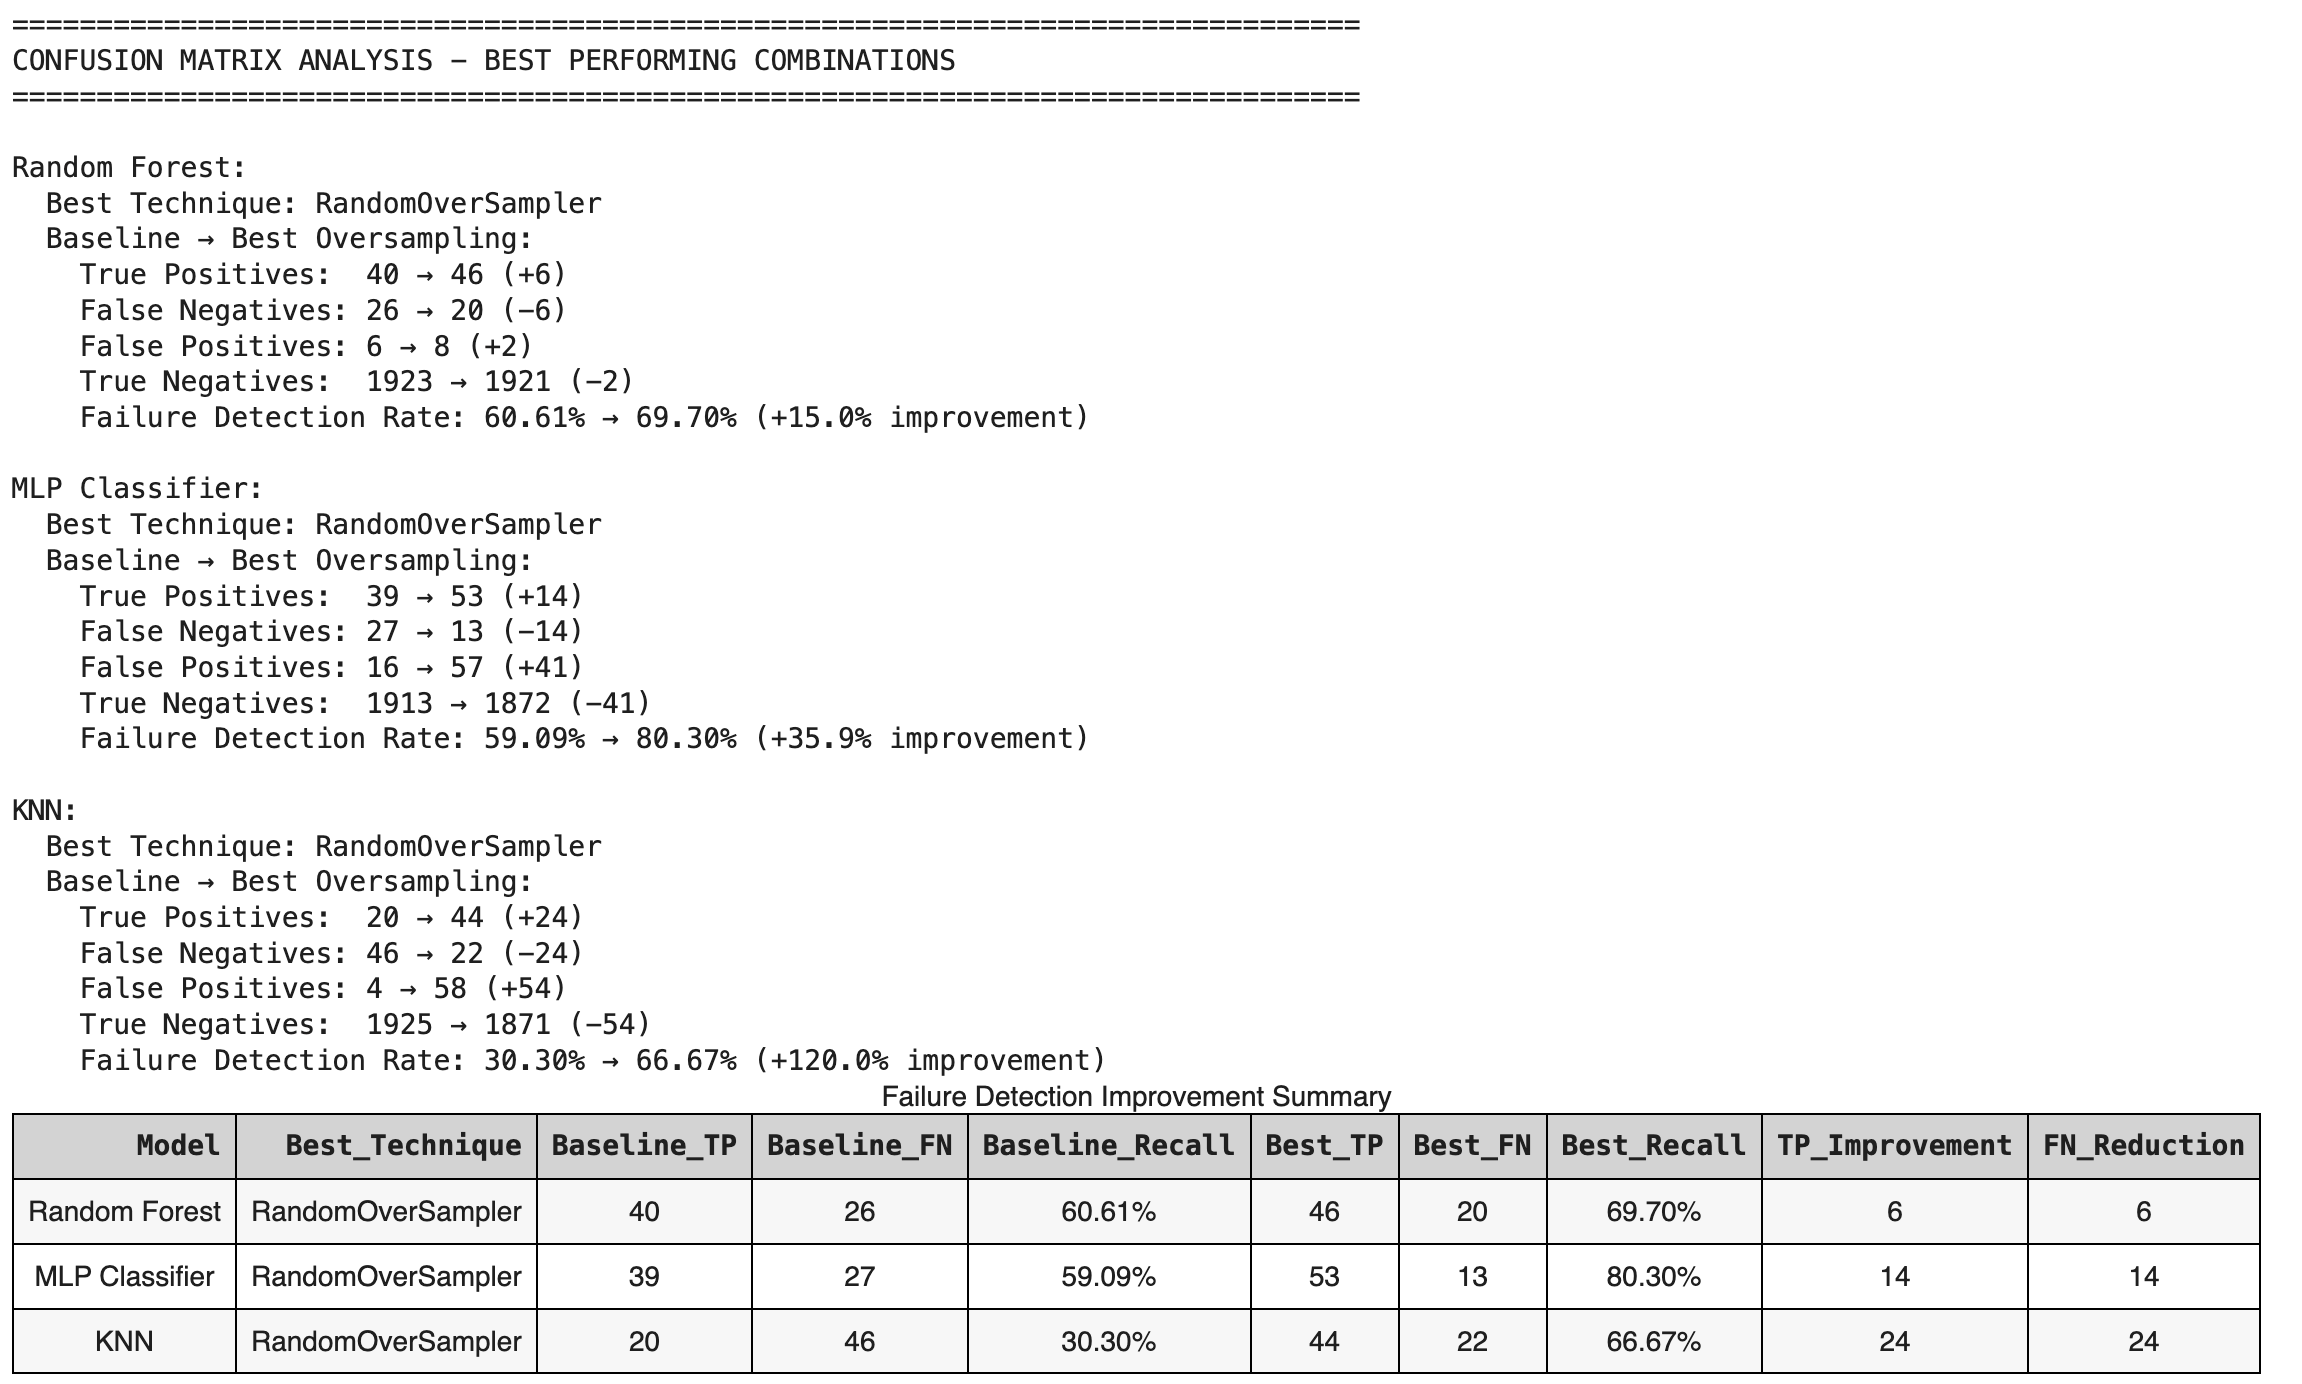 ================================================================================
CONFUSION MATRIX ANALYSIS – BEST PERFORMING COMBINATIONS
================================================================================
Random Forest:
Best Technique: RandomOverSampler
Baseline → Best Oversampling:
True Positives: 40 → 46 (+6)
False Negatives: 26 → 20 (−6)
False Positives: 6 → 8 (+2)
True Negatives: 1923 → 1921 (−2)
Failure Detection Rate: 60.61% → 69.70% (+15.0% improvement)
MLP Classifier:
Best Technique: RandomOverSampler
Baseline → Best Oversampling:
True Positives: 39 → 53 (+14)
False Negatives: 27 → 13 (−14)
False Positives: 16 → 57 (+41)
True Negatives: 1913 → 1872 (−41)
Failure Detection Rate: 59.09% → 80.30% (+35.9% improvement)
KNN:
Best Technique: RandomOverSampler
Baseline → Best Oversampling:
True Positives: 20 → 44 (+24)
False Negatives: 46 → 22 (−24)
False Positives: 4 → 58 (+54)
True Negatives: 1925 → 1871 (−54)
Failure Detection Rate: 30.30% → 66.67% (+120.0% improvement)
Failure Detection Improvement Summary
Model Best_Technique Baseline_TP Baseline_FN Baseline_Recall Best_TP Best_FN Best_Recall TP_Improvement FN_Reduction
Random Forest RandomOverSampler 40 26 60.61% 46 20 69.70% 6 6
MLP Classifier RandomOverSampler 39 27 59.09% 53 13 80.30% 14 14
KNN RandomOverSampler 20 46 30.30% 44 22 66.67% 24 24